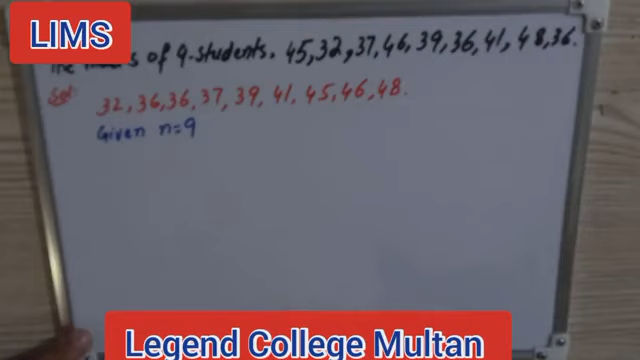 LIMS
of 9-students. 45,32,37,46,39,36,41,48,36.
Sol:
32,36,36,37,39,41,45,46,48.
Given n=9
Legend College Multan